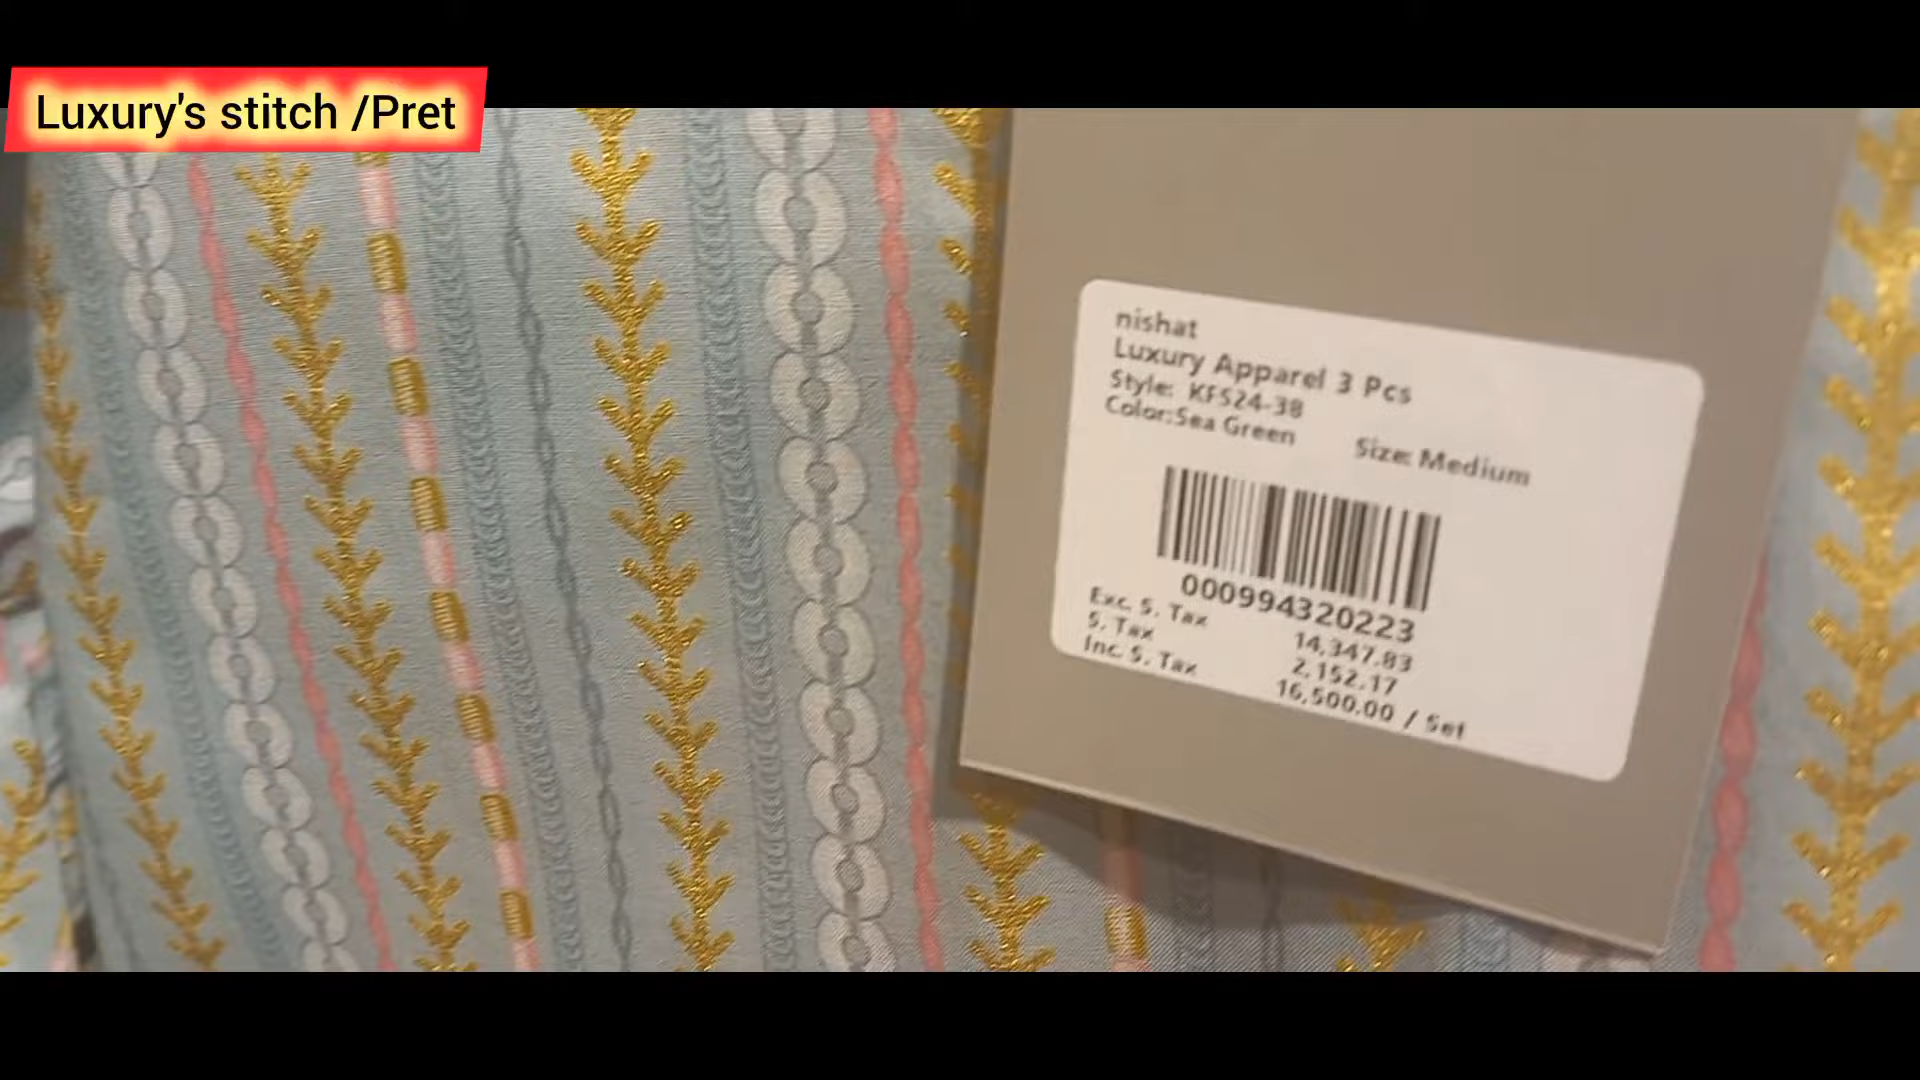 Luxury's stitch /Pret
nishat
Luxury Apparel 3 Pcs
Style: KFS24-38
Color:Sea Green Size: Medium
000994320223
Exc. S. Tax 14,347.83
S. Tax 2,152.17
Inc. S. Tax 16,500.00 / Set